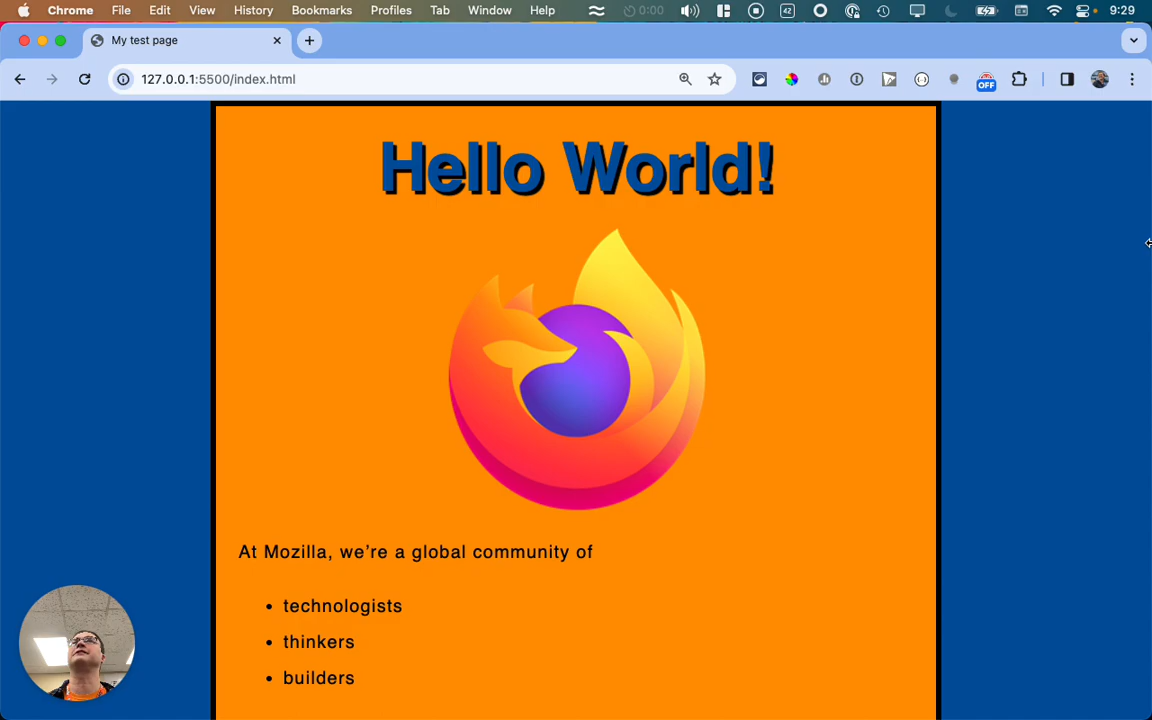 Chrome File Edit View History Bookmarks Profiles Tab Window Help 0:00 42 9:29
My test page
127.0.0.1:5500/index.html
OFF
Hello World!
At Mozilla, we’re a global community of
• technologists
• thinkers
• builders